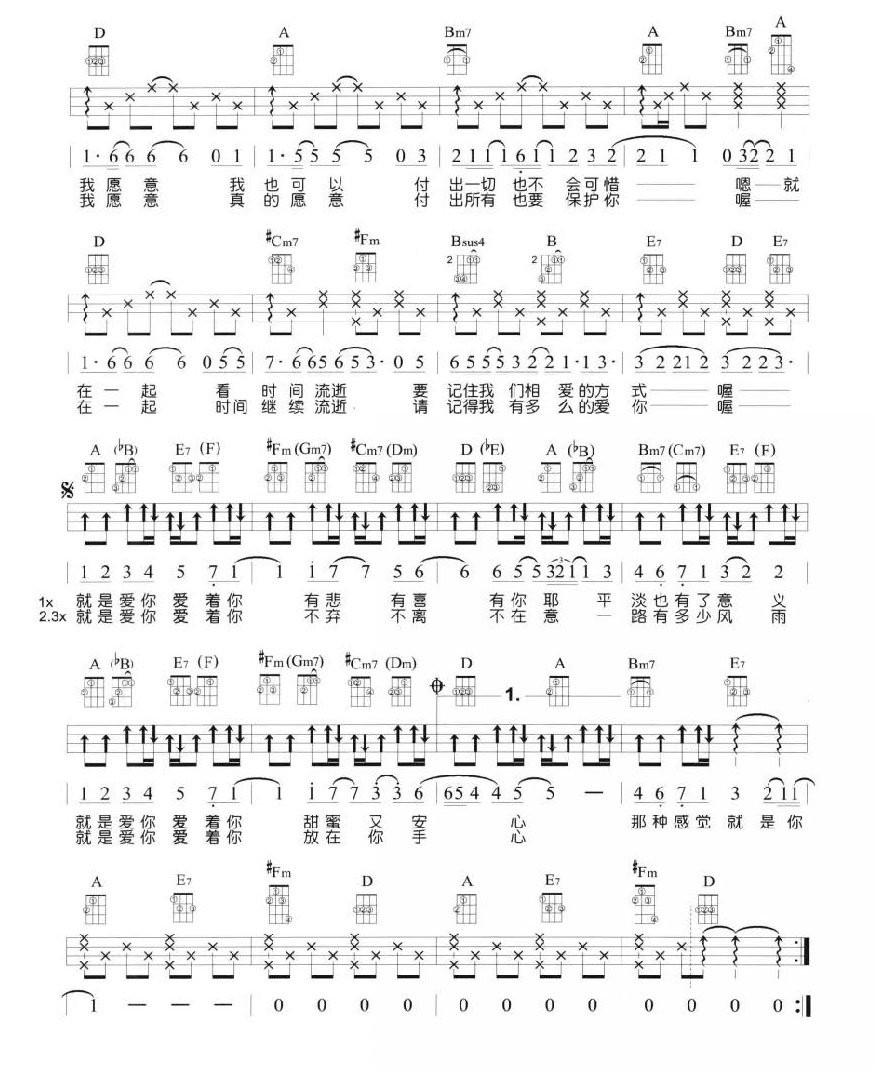 D A Bm7 A Bm7 A
1· 6 6 6 6 0 1 | 1· 5 5 5 5 0 3 | 2 1 1 1 6 1 1 2 3 2 | 2 1 1 0 3 2 2 1
我 愿 意 我 也 可 以 付 出一切 也不 会可惜 —— 嗯—就
我 愿 意 真 的 愿 意 付 出所有 也要 保护你 —— 喔——
D #Cm7 #Fm Bsus4 B E7 D E7
2 2
1· 6 6 6 6 0 5 5 | 7· 6 6 5 6 5 3· 0 5 | 6 5 5 5 5 3 2 2 1· 1 3· | 3 2 2 1 2 3 2 2 3·
在 一 起 看 时 间 流逝 要 记住我 们相 爱的方 式—— 喔——
在 一 起 时间 继 续 流逝. 请 记得我 有多 么的爱 你—— 喔——
A (♭B) E7 (F) #Fm (Gm7) #Cm7 (Dm) D (♭E) A (♭B) Bm7 (Cm7) E7 (F)
1 2 3 4 5 7 1 | 1 1 7 7 5 6 | 6 6 5 5 3 2 1 1 3 | 4 6 7 1 3 2 2
3
1x 就是爱你 爱 着你 有悲 有喜 有你 耶 平 淡也有了意 义
2.3x 就是爱你 爱 着你 不弃 不离 不在 意 一 路有多少风 雨
A (♭B) E7 (F) #Fm (Gm7) #Cm7 (Dm) D 1. A Bm7 E7
1 2 3 4 5 7 1 | 1 1 7 7 3 3 6 | 6 5 4 4 5 5 — | 4 6 7 1 3 2 1 1
就是爱你 爱 着你 甜蜜 又 安 心 那种感觉 就 是你
就是爱你 爱 着你 放在 你 手 心
A E7 #Fm D A E7 #Fm D
1 — — — | 0 0 0 0 | 0 0 0 0 | 0 0 0 0 :‖